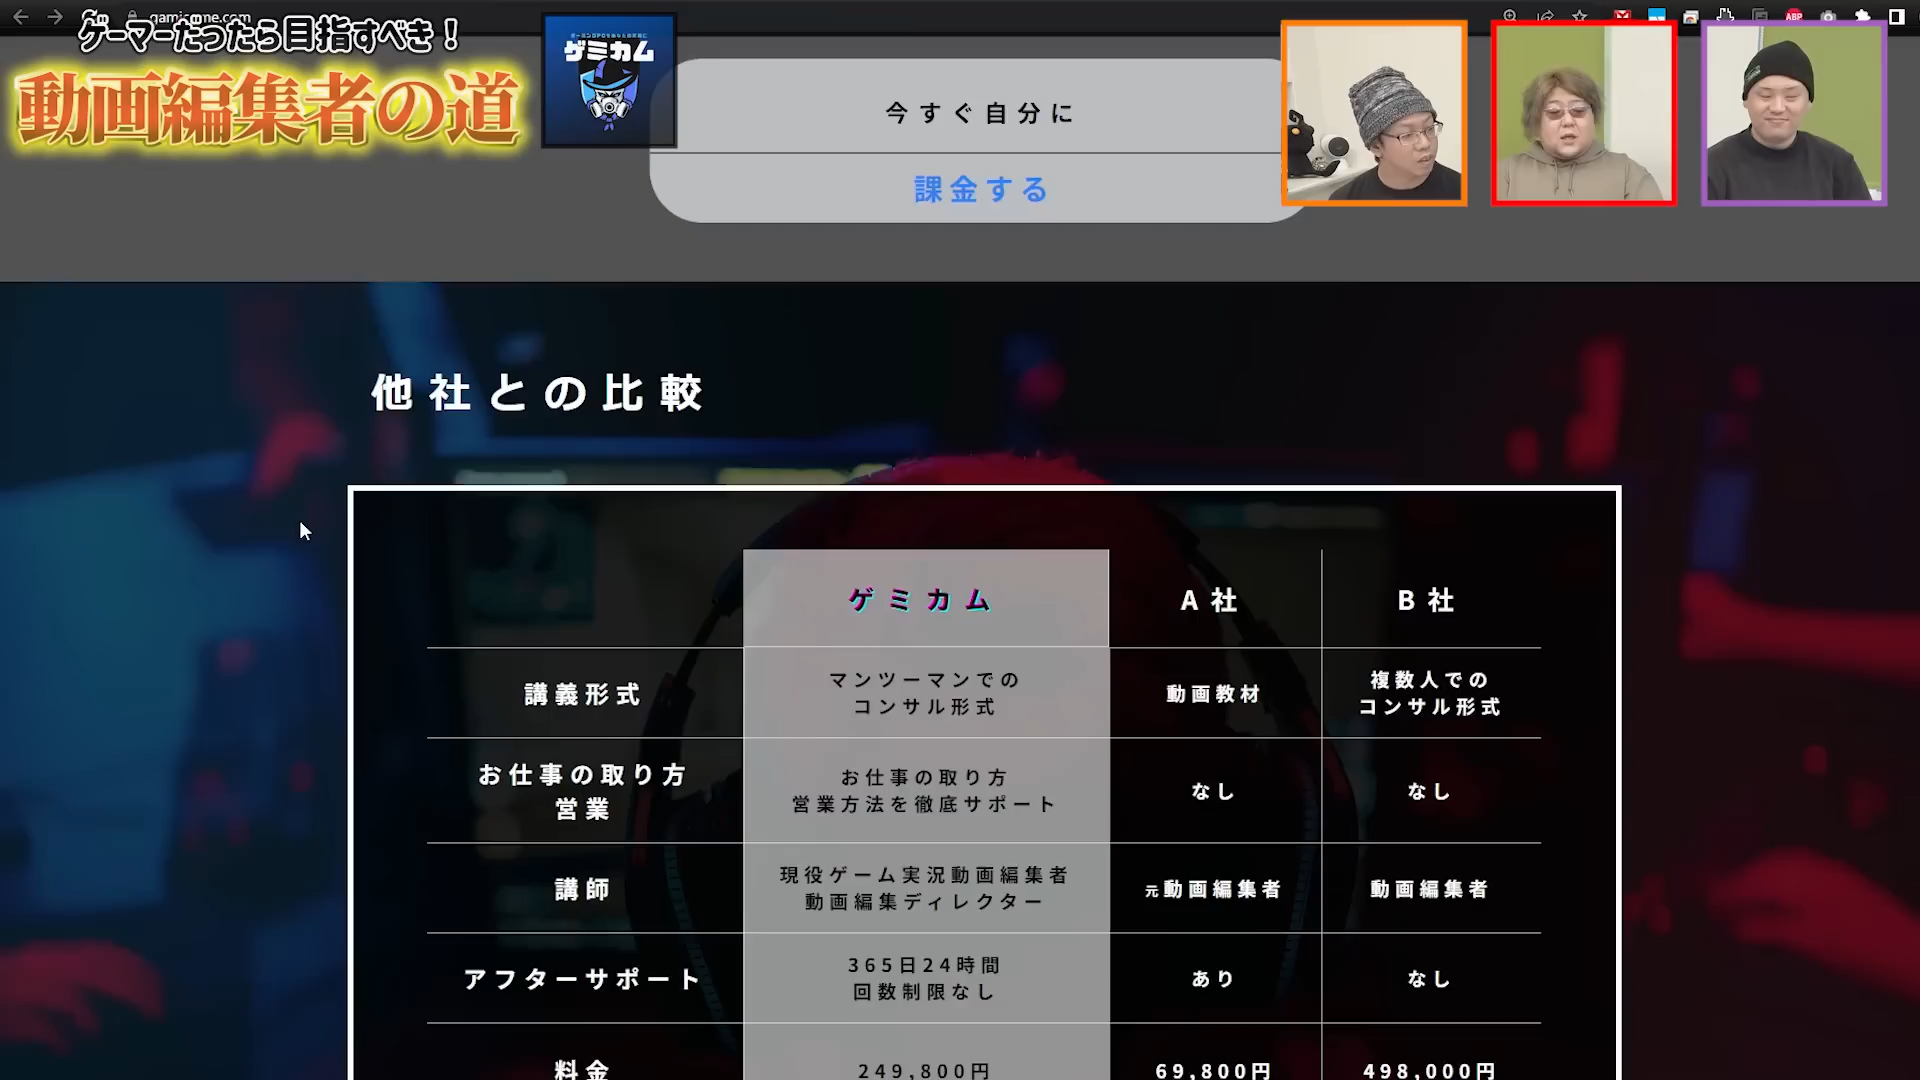 gamicome.com
ABP
ゲーマーだったら目指すべき！
動画編集者の道
ゲミカム
今すぐ自分に
課金する
他社との比較
ゲミカム
A社
B社
講義形式
マンツーマンでの
コンサル形式
動画教材
複数人での
コンサル形式
お仕事の取り方
営業
お仕事の取り方
営業方法を徹底サポート
なし
なし
講師
現役ゲーム実況動画編集者
動画編集ディレクター
元動画編集者
動画編集者
アフターサポート
365日24時間
回数制限なし
あり
なし
料金
249,800円
69,800円
498,000円